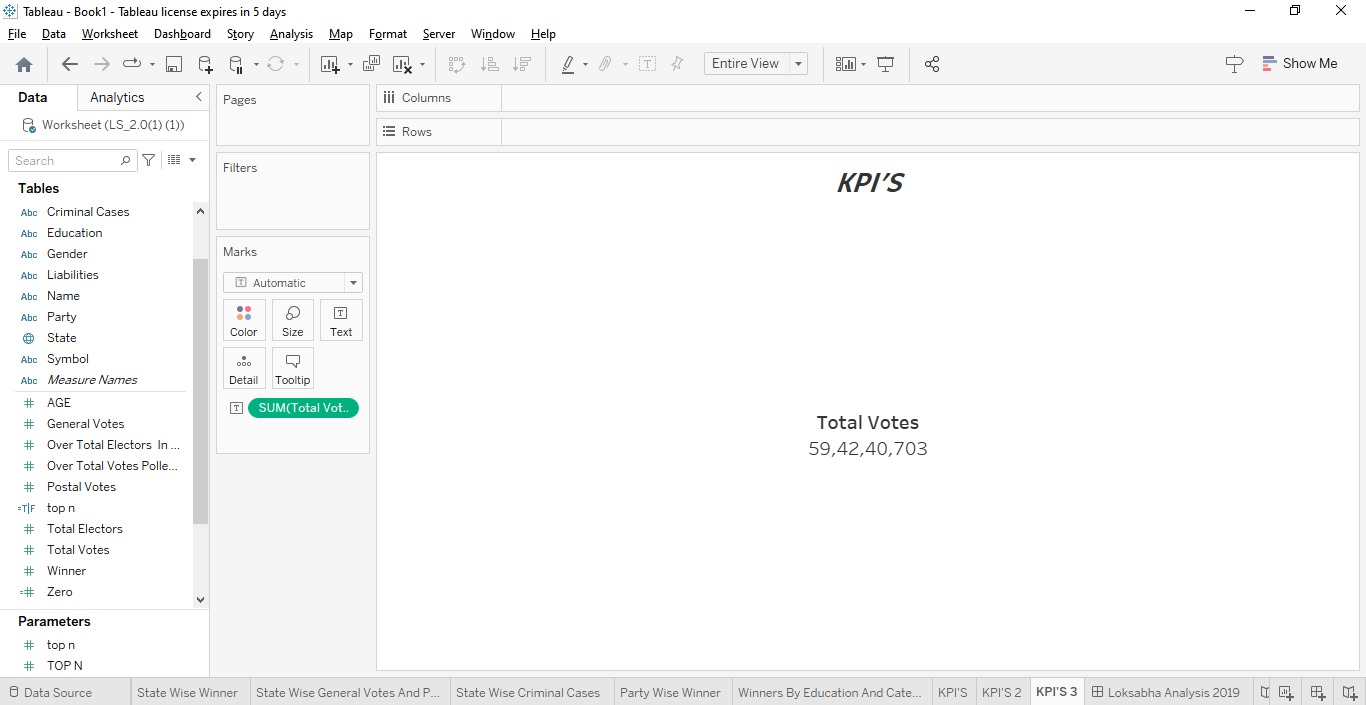 Tableau - Book1 - Tableau license expires in 5 days
File Data Worksheet Dashboard Story Analysis Map Format Server Window Help
Entire View
Show Me
Data Analytics
Worksheet (LS_2.0(1) (1))
Search
Tables
Abc Criminal Cases
Abc Education
Abc Gender
Abc Liabilities
Abc Name
Abc Party
State
Abc Symbol
Abc Measure Names
# AGE
# General Votes
# Over Total Electors In ...
# Over Total Votes Polle...
# Postal Votes
=T|F top n
# Total Electors
# Total Votes
# Winner
=# Zero
Parameters
# top n
# TOP N
Pages
Filters
Marks
T Automatic
Color Size T Text
Detail Tooltip
T SUM(Total Vot..
Columns
Rows
KPI'S
Total Votes
59,42,40,703
Data Source State Wise Winner State Wise General Votes And P... State Wise Criminal Cases Party Wise Winner Winners By Education And Cate... KPI'S KPI'S 2 KPI'S 3 Loksabha Analysis 2019